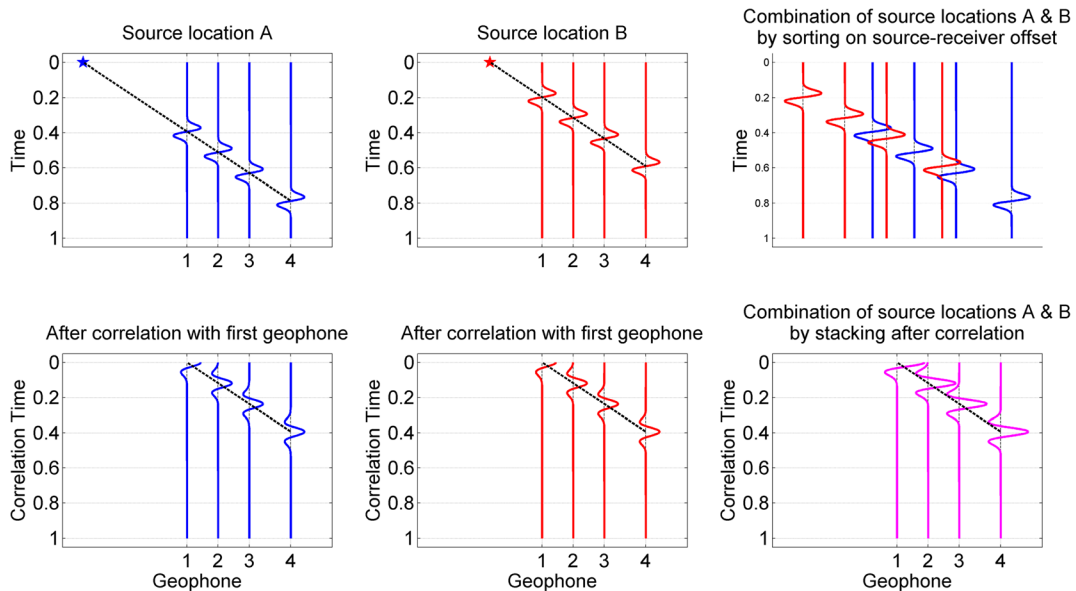 Source location A
Time
0
0.2
0.4
0.6
0.8
1
1 2 3 4
Source location B
Time
0
0.2
0.4
0.6
0.8
1
1 2 3 4
Combination of source locations A & B
by sorting on source-receiver offset
Time
0
0.2
0.4
0.6
0.8
1
After correlation with first geophone
Correlation Time
0
0.2
0.4
0.6
0.8
1
1 2 3 4
Geophone
After correlation with first geophone
Correlation Time
0
0.2
0.4
0.6
0.8
1
1 2 3 4
Geophone
Combination of source locations A & B
by stacking after correlation
Correlation Time
0
0.2
0.4
0.6
0.8
1
1 2 3 4
Geophone